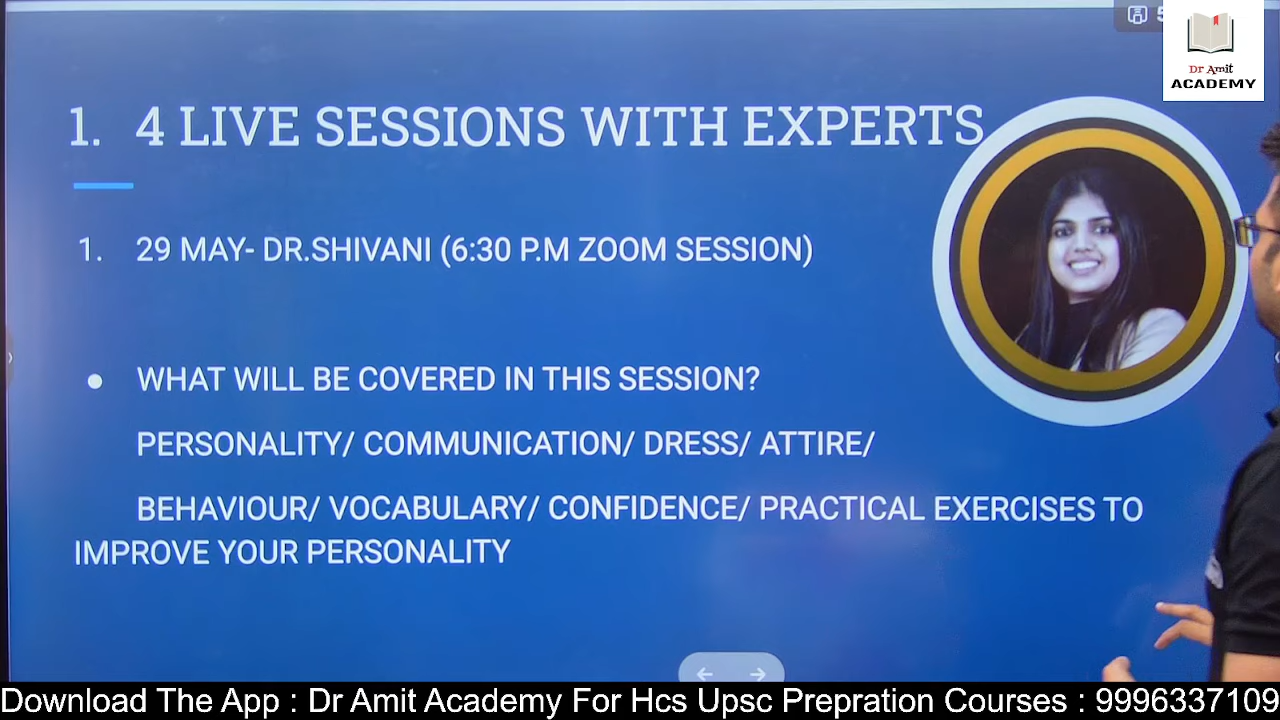 Dr Amit
ACADEMY
1. 4 LIVE SESSIONS WITH EXPERTS
1. 29 MAY- DR.SHIVANI (6:30 P.M ZOOM SESSION)
● WHAT WILL BE COVERED IN THIS SESSION?
PERSONALITY/ COMMUNICATION/ DRESS/ ATTIRE/
BEHAVIOUR/ VOCABULARY/ CONFIDENCE/ PRACTICAL EXERCISES TO
IMPROVE YOUR PERSONALITY
Download The App : Dr Amit Academy For Hcs Upsc Prepration Courses : 9996337109